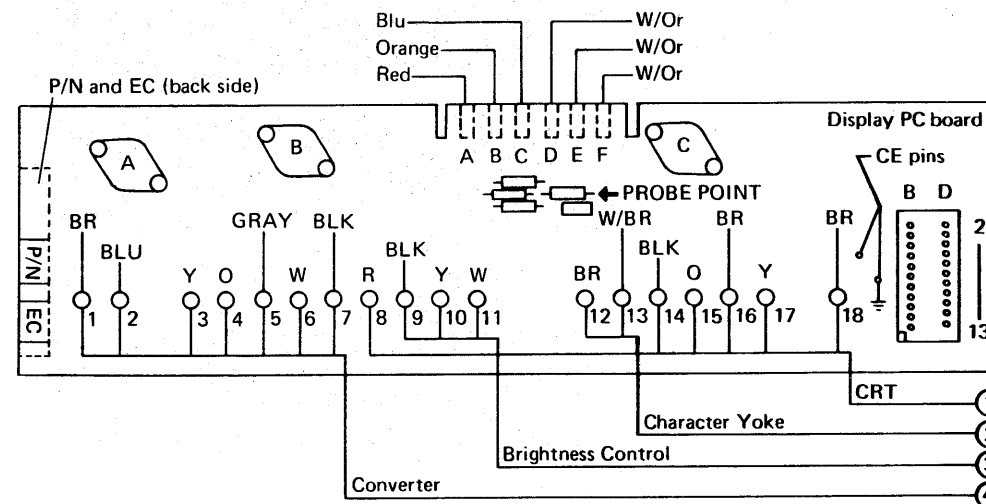 Blu W/Or
Orange W/Or
Red W/Or
P/N and EC (back side)
Display PC board
A B C
A B C D E F
CE pins
PROBE POINT
B D
BR GRAY BLK W/BR BR BR
2
BLU BLK BLK
P/N
Y O W R Y W BR O Y
EC
1 2 3 4 5 6 7 8 9 10 11 12 13 14 15 16 17 18
13
CRT
Character Yoke
Brightness Control
Converter